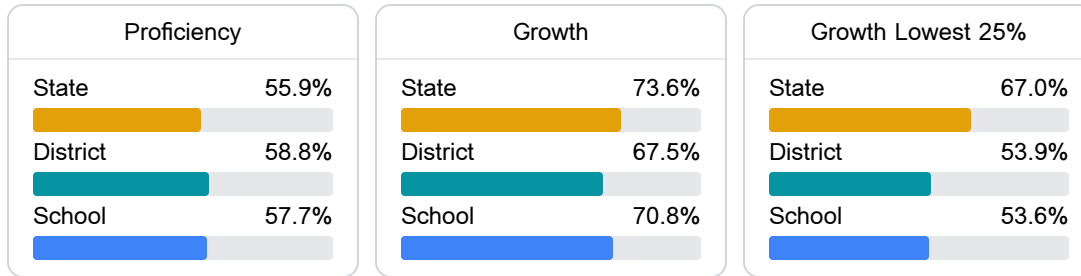 Proficiency
State 55.9%
District 58.8%
School 57.7%
Growth
State 73.6%
District 67.5%
School 70.8%
Growth Lowest 25%
State 67.0%
District 53.9%
School 53.6%